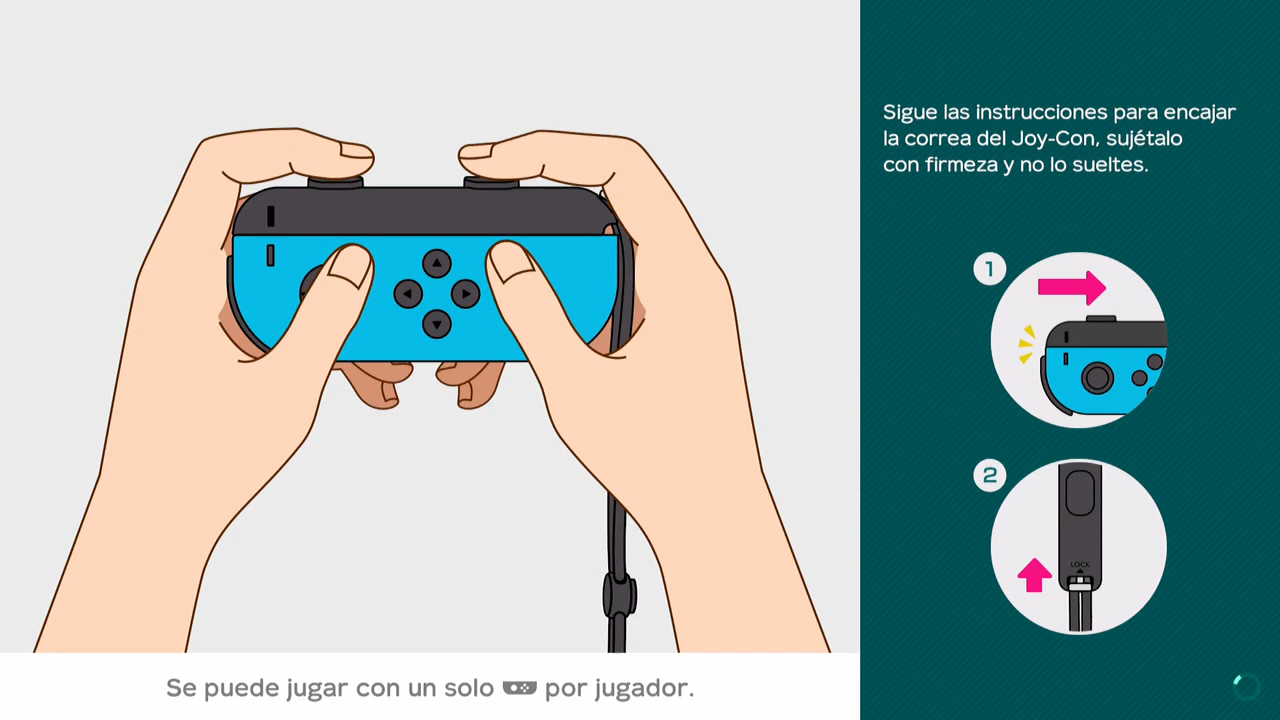 Sigue las instrucciones para encajar
la correa del Joy-Con, sujétalo
con firmeza y no lo sueltes.
1
2
LOCK
Se puede jugar con un solo por jugador.